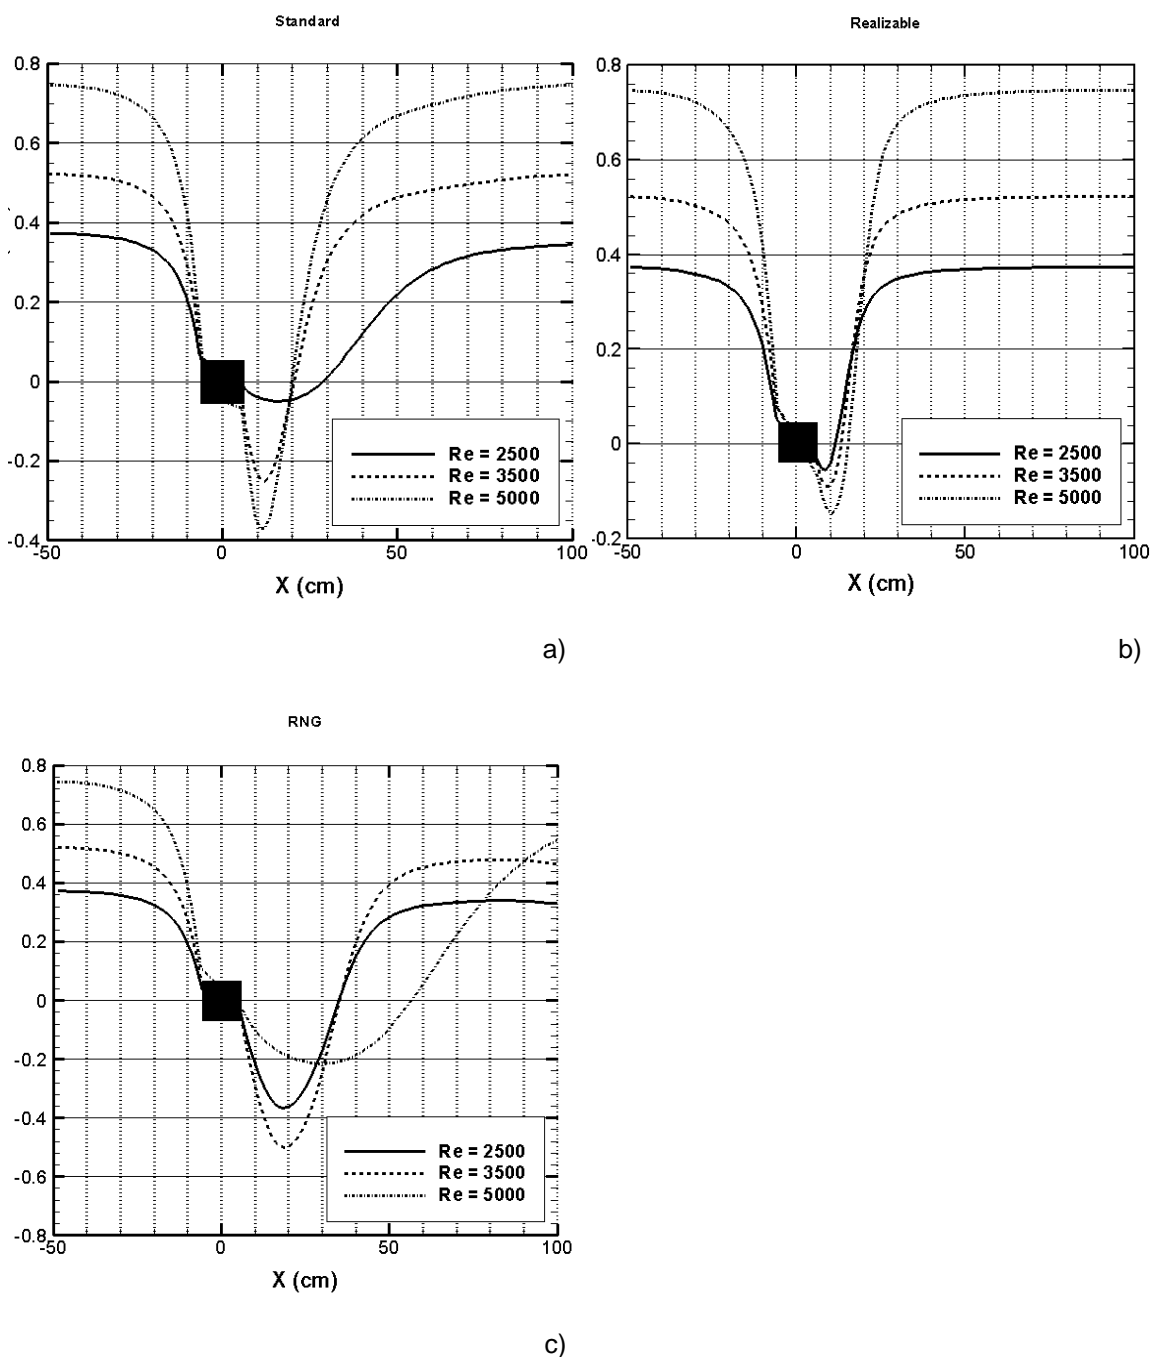 Standard
0.8
0.6
0.4
0.2
0
-0.2
-0.4
-50 0 50 100
X (cm)
Re = 2500
Re = 3500
Re = 5000
a)
Realizable
0.8
0.6
0.4
0.2
0
-0.2
-50 0 50 100
X (cm)
Re = 2500
Re = 3500
Re = 5000
b)
RNG
0.8
0.6
0.4
0.2
0
-0.2
-0.4
-0.6
-0.8
-50 0 50 100
X (cm)
Re = 2500
Re = 3500
Re = 5000
c)